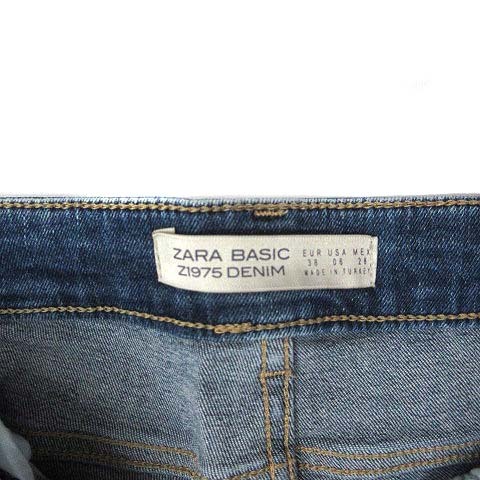 ZARA BASIC
Z1975 DENIM
EUR USA MEX
38 06 28
MADE IN TURKEY